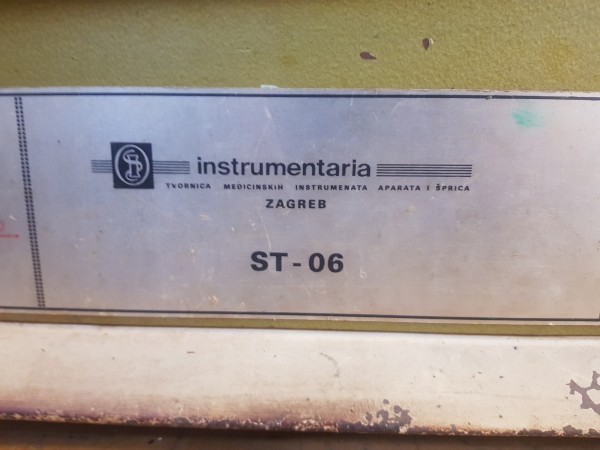 instrumentaria
TVORNICA MEDICINSKIH INSTRUMENATA APARATA I ŠPRICA
ZAGREB
ST-06